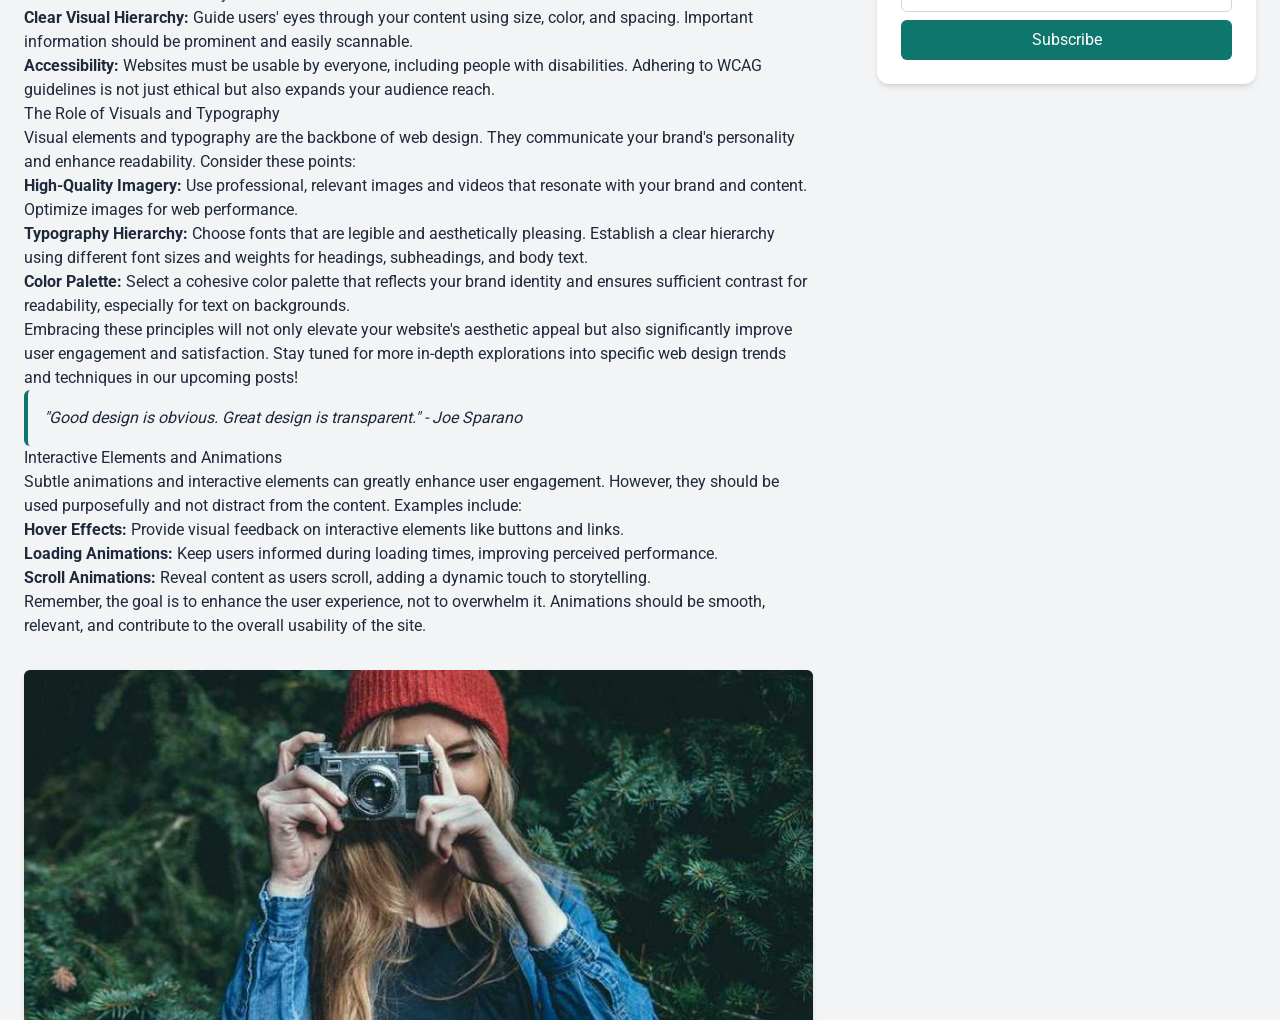 Clear Visual Hierarchy: Guide users' eyes through your content using size, color, and spacing. Important
information should be prominent and easily scannable.
Accessibility: Websites must be usable by everyone, including people with disabilities. Adhering to WCAG
guidelines is not just ethical but also expands your audience reach.
The Role of Visuals and Typography
Visual elements and typography are the backbone of web design. They communicate your brand's personality
and enhance readability. Consider these points:
High-Quality Imagery: Use professional, relevant images and videos that resonate with your brand and content.
Optimize images for web performance.
Typography Hierarchy: Choose fonts that are legible and aesthetically pleasing. Establish a clear hierarchy
using different font sizes and weights for headings, subheadings, and body text.
Color Palette: Select a cohesive color palette that reflects your brand identity and ensures sufficient contrast for
readability, especially for text on backgrounds.
Embracing these principles will not only elevate your website's aesthetic appeal but also significantly improve
user engagement and satisfaction. Stay tuned for more in-depth explorations into specific web design trends
and techniques in our upcoming posts!
"Good design is obvious. Great design is transparent." - Joe Sparano
Interactive Elements and Animations
Subtle animations and interactive elements can greatly enhance user engagement. However, they should be
used purposefully and not distract from the content. Examples include:
Hover Effects: Provide visual feedback on interactive elements like buttons and links.
Loading Animations: Keep users informed during loading times, improving perceived performance.
Scroll Animations: Reveal content as users scroll, adding a dynamic touch to storytelling.
Remember, the goal is to enhance the user experience, not to overwhelm it. Animations should be smooth,
relevant, and contribute to the overall usability of the site.
Subscribe